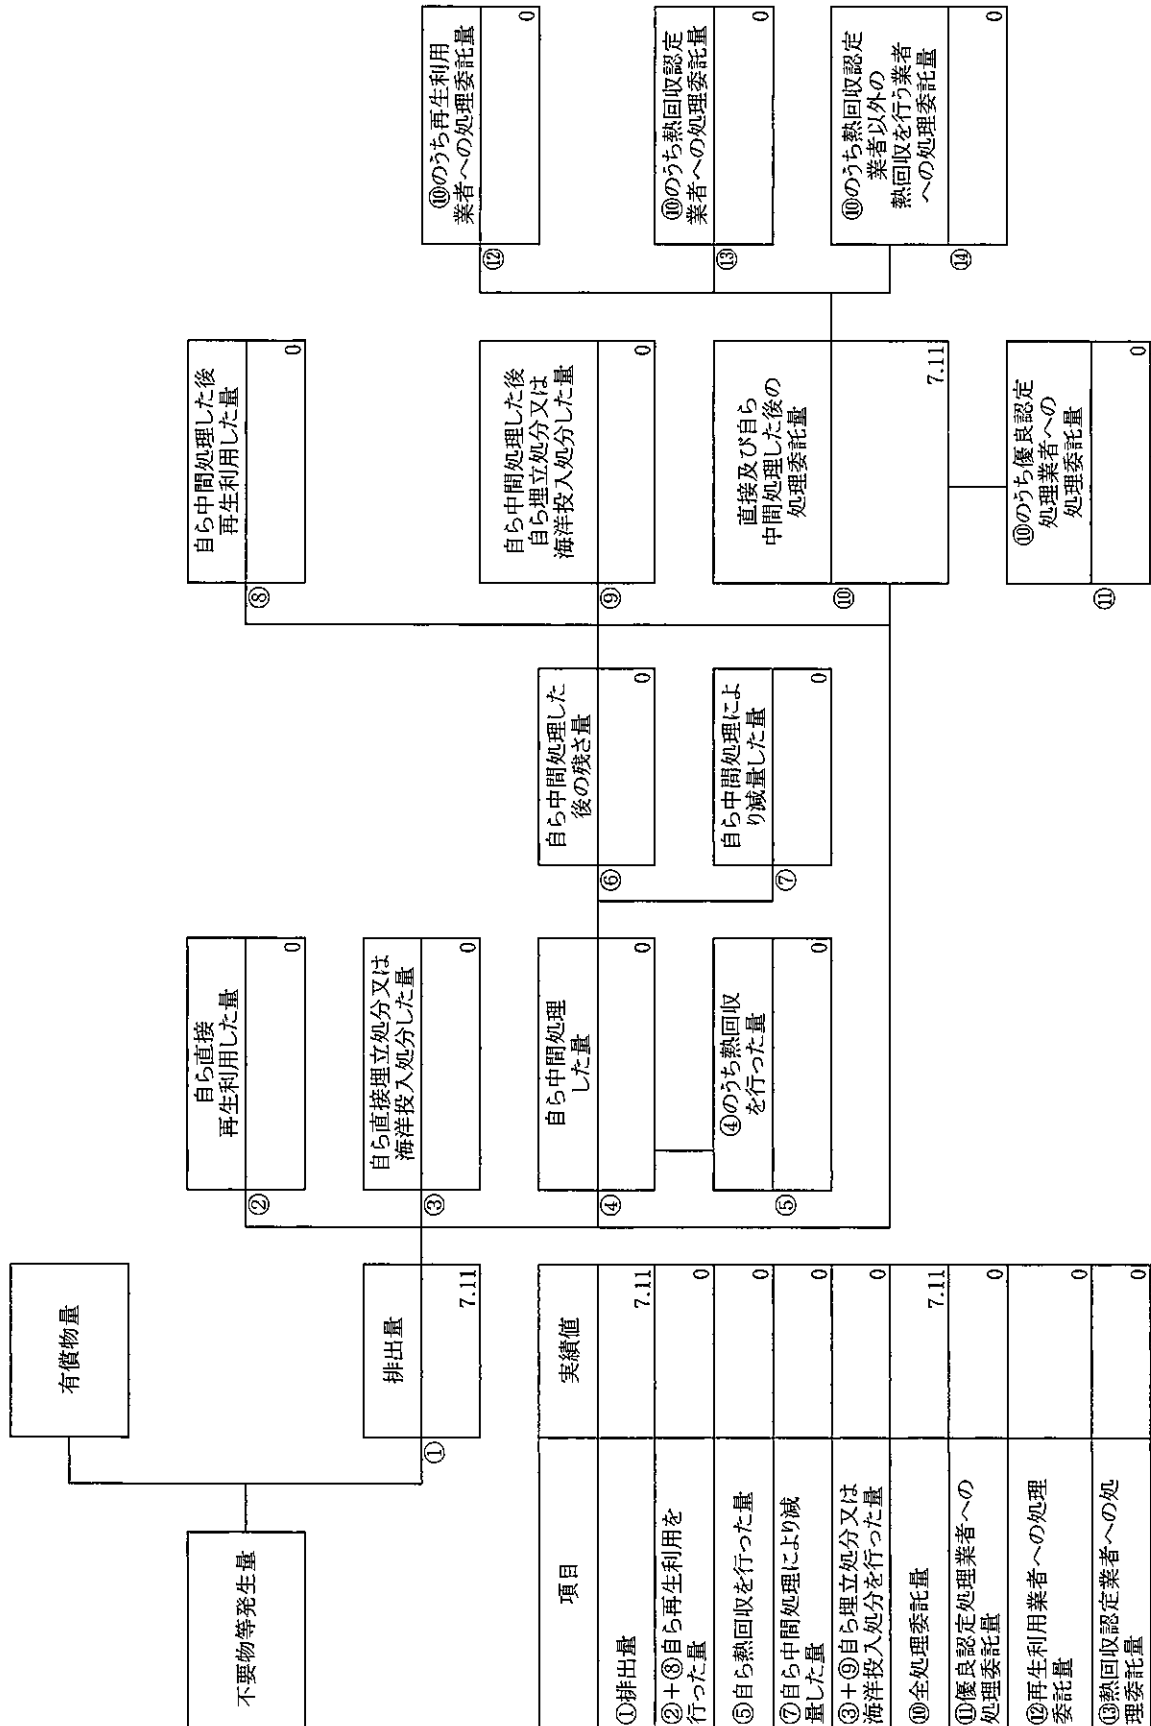 不要物等発生量
有償物量
①
排出量
7.11
②
自ら直接
再生利用した量
0
③
自ら直接埋立処分又は
海洋投入処分した量
0
④
自ら中間処理
した量
0
⑤
④のうち熱回収
を行った量
0
⑥
自ら中間処理した
後の残さ量
0
⑦
自ら中間処理によ
り減量した量
0
⑧
自ら中間処理した後
再生利用した量
0
⑨
自ら中間処理した後
自ら埋立処分又は
海洋投入処分した量
0
⑩
直接及び自ら
中間処理した後の
処理委託量
7.11
⑪
⑩のうち優良認定
処理業者への
処理委託量
0
⑫
⑩のうち再生利用
業者への処理委託量
0
⑬
⑩のうち熱回収認定
業者への処理委託量
0
⑭
⑩のうち熱回収認定
業者以外の
熱回収を行う業者
への処理委託量
0
項目 実績値
①排出量 7.11
②+⑧自ら再生利用を
行った量 0
⑤自ら熱回収を行った量 0
⑦自ら中間処理により減
量した量 0
③+⑨自ら埋立処分又は
海洋投入処分を行った量 0
⑩全処理委託量 7.11
⑪優良認定処理業者への
処理委託量 0
⑫再生利用業者への処理
委託量 0
⑬熱回収認定業者への処
理委託量 0